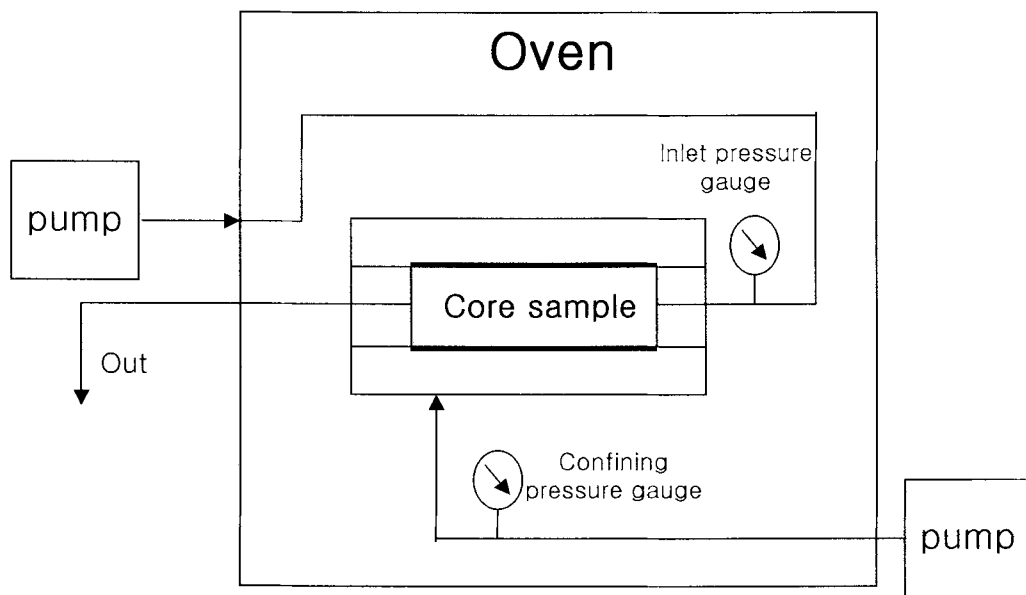 Oven
Inlet pressure
gauge
pump
Core sample
Out
Confining
pressure gauge
pump